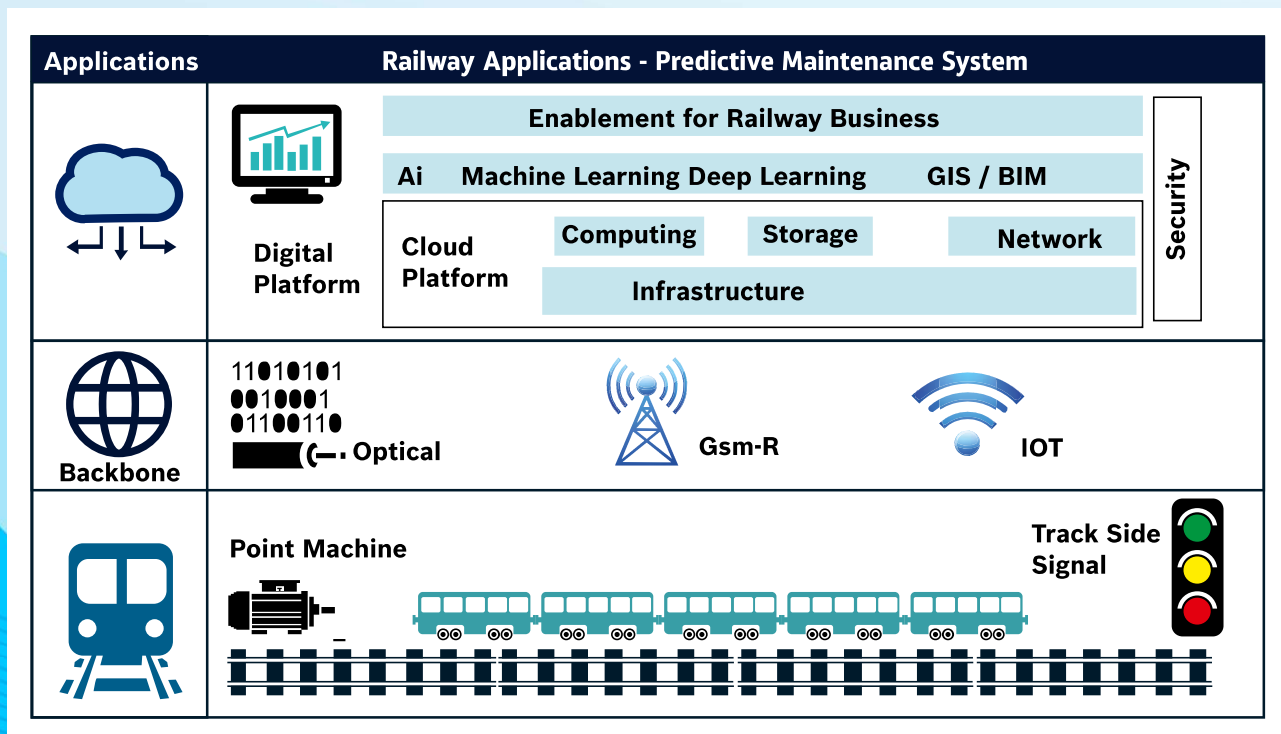 Applications
Railway Applications - Predictive Maintenance System
Enablement for Railway Business
Ai Machine Learning Deep Learning GIS / BIM
Security
Digital
Platform
Cloud
Platform
Computing
Storage
Network
Infrastructure
Backbone
11010101
0010001
01100110
Optical
Gsm-R
IOT
Point Machine
Track Side
Signal